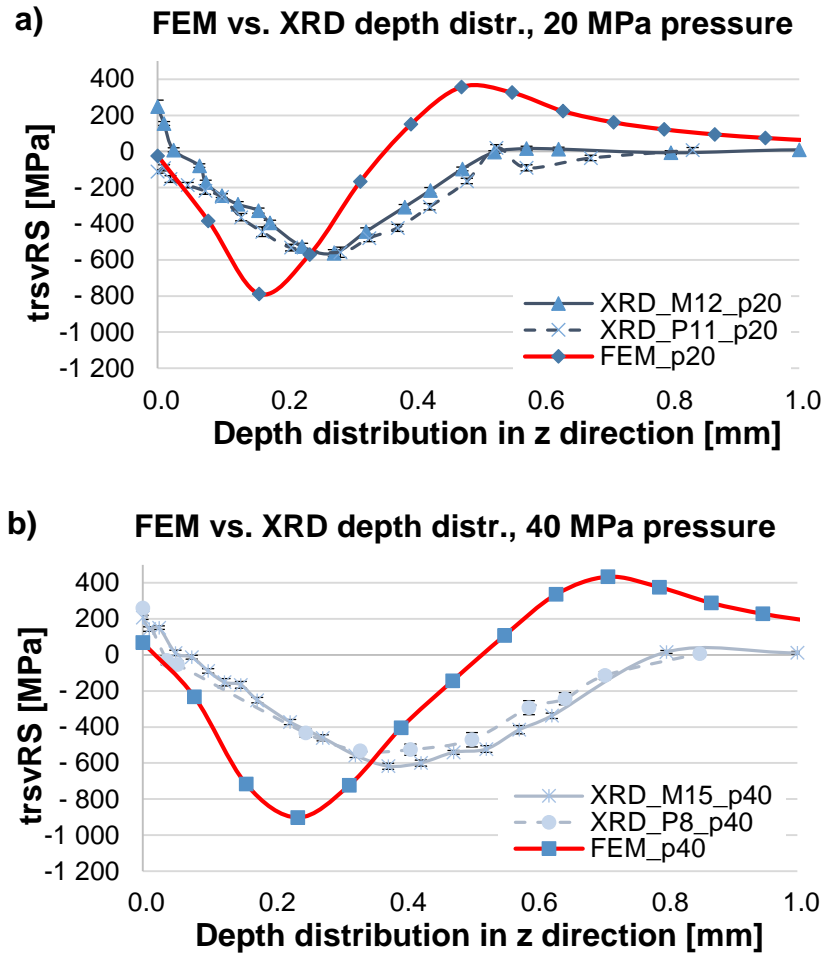 a)
FEM vs. XRD depth distr., 20 MPa pressure
trsvRS [MPa]
400
200
0
- 200
- 400
- 600
- 800
-1 000
-1 200
XRD_M12_p20
XRD_P11_p20
FEM_p20
0.0 0.2 0.4 0.6 0.8 1.0
Depth distribution in z direction [mm]
b)
FEM vs. XRD depth distr., 40 MPa pressure
trsvRS [MPa]
400
200
0
- 200
- 400
- 600
- 800
-1 000
-1 200
XRD_M15_p40
XRD_P8_p40
FEM_p40
0.0 0.2 0.4 0.6 0.8 1.0
Depth distribution in z direction [mm]